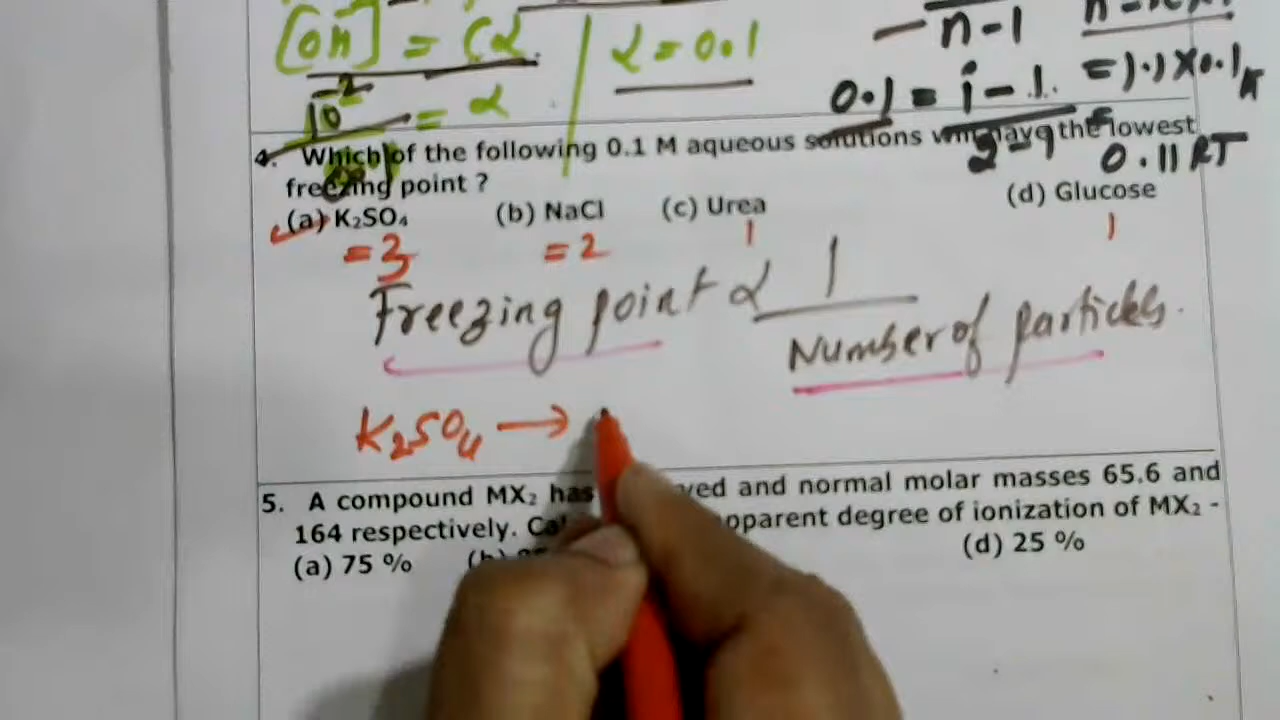 [OH] = Cα
α = 0.1
n-1
= 1.1 X 0.1 R
10⁻² = α
0.1 = i - 1
2-1
0.11 RT
4. Which of the following 0.1 M aqueous solutions will have the lowest
freezing point ?
(a) K₂SO₄ (b) NaCl (c) Urea (d) Glucose
= 3 = 2 1 1
Freezing point α 1
Number of particles.
K₂SO₄ →
5. A compound MX₂ has and normal molar masses 65.6 and
164 respectively. apparent degree of ionization of MX₂ -
(a) 75 % (d) 25 %